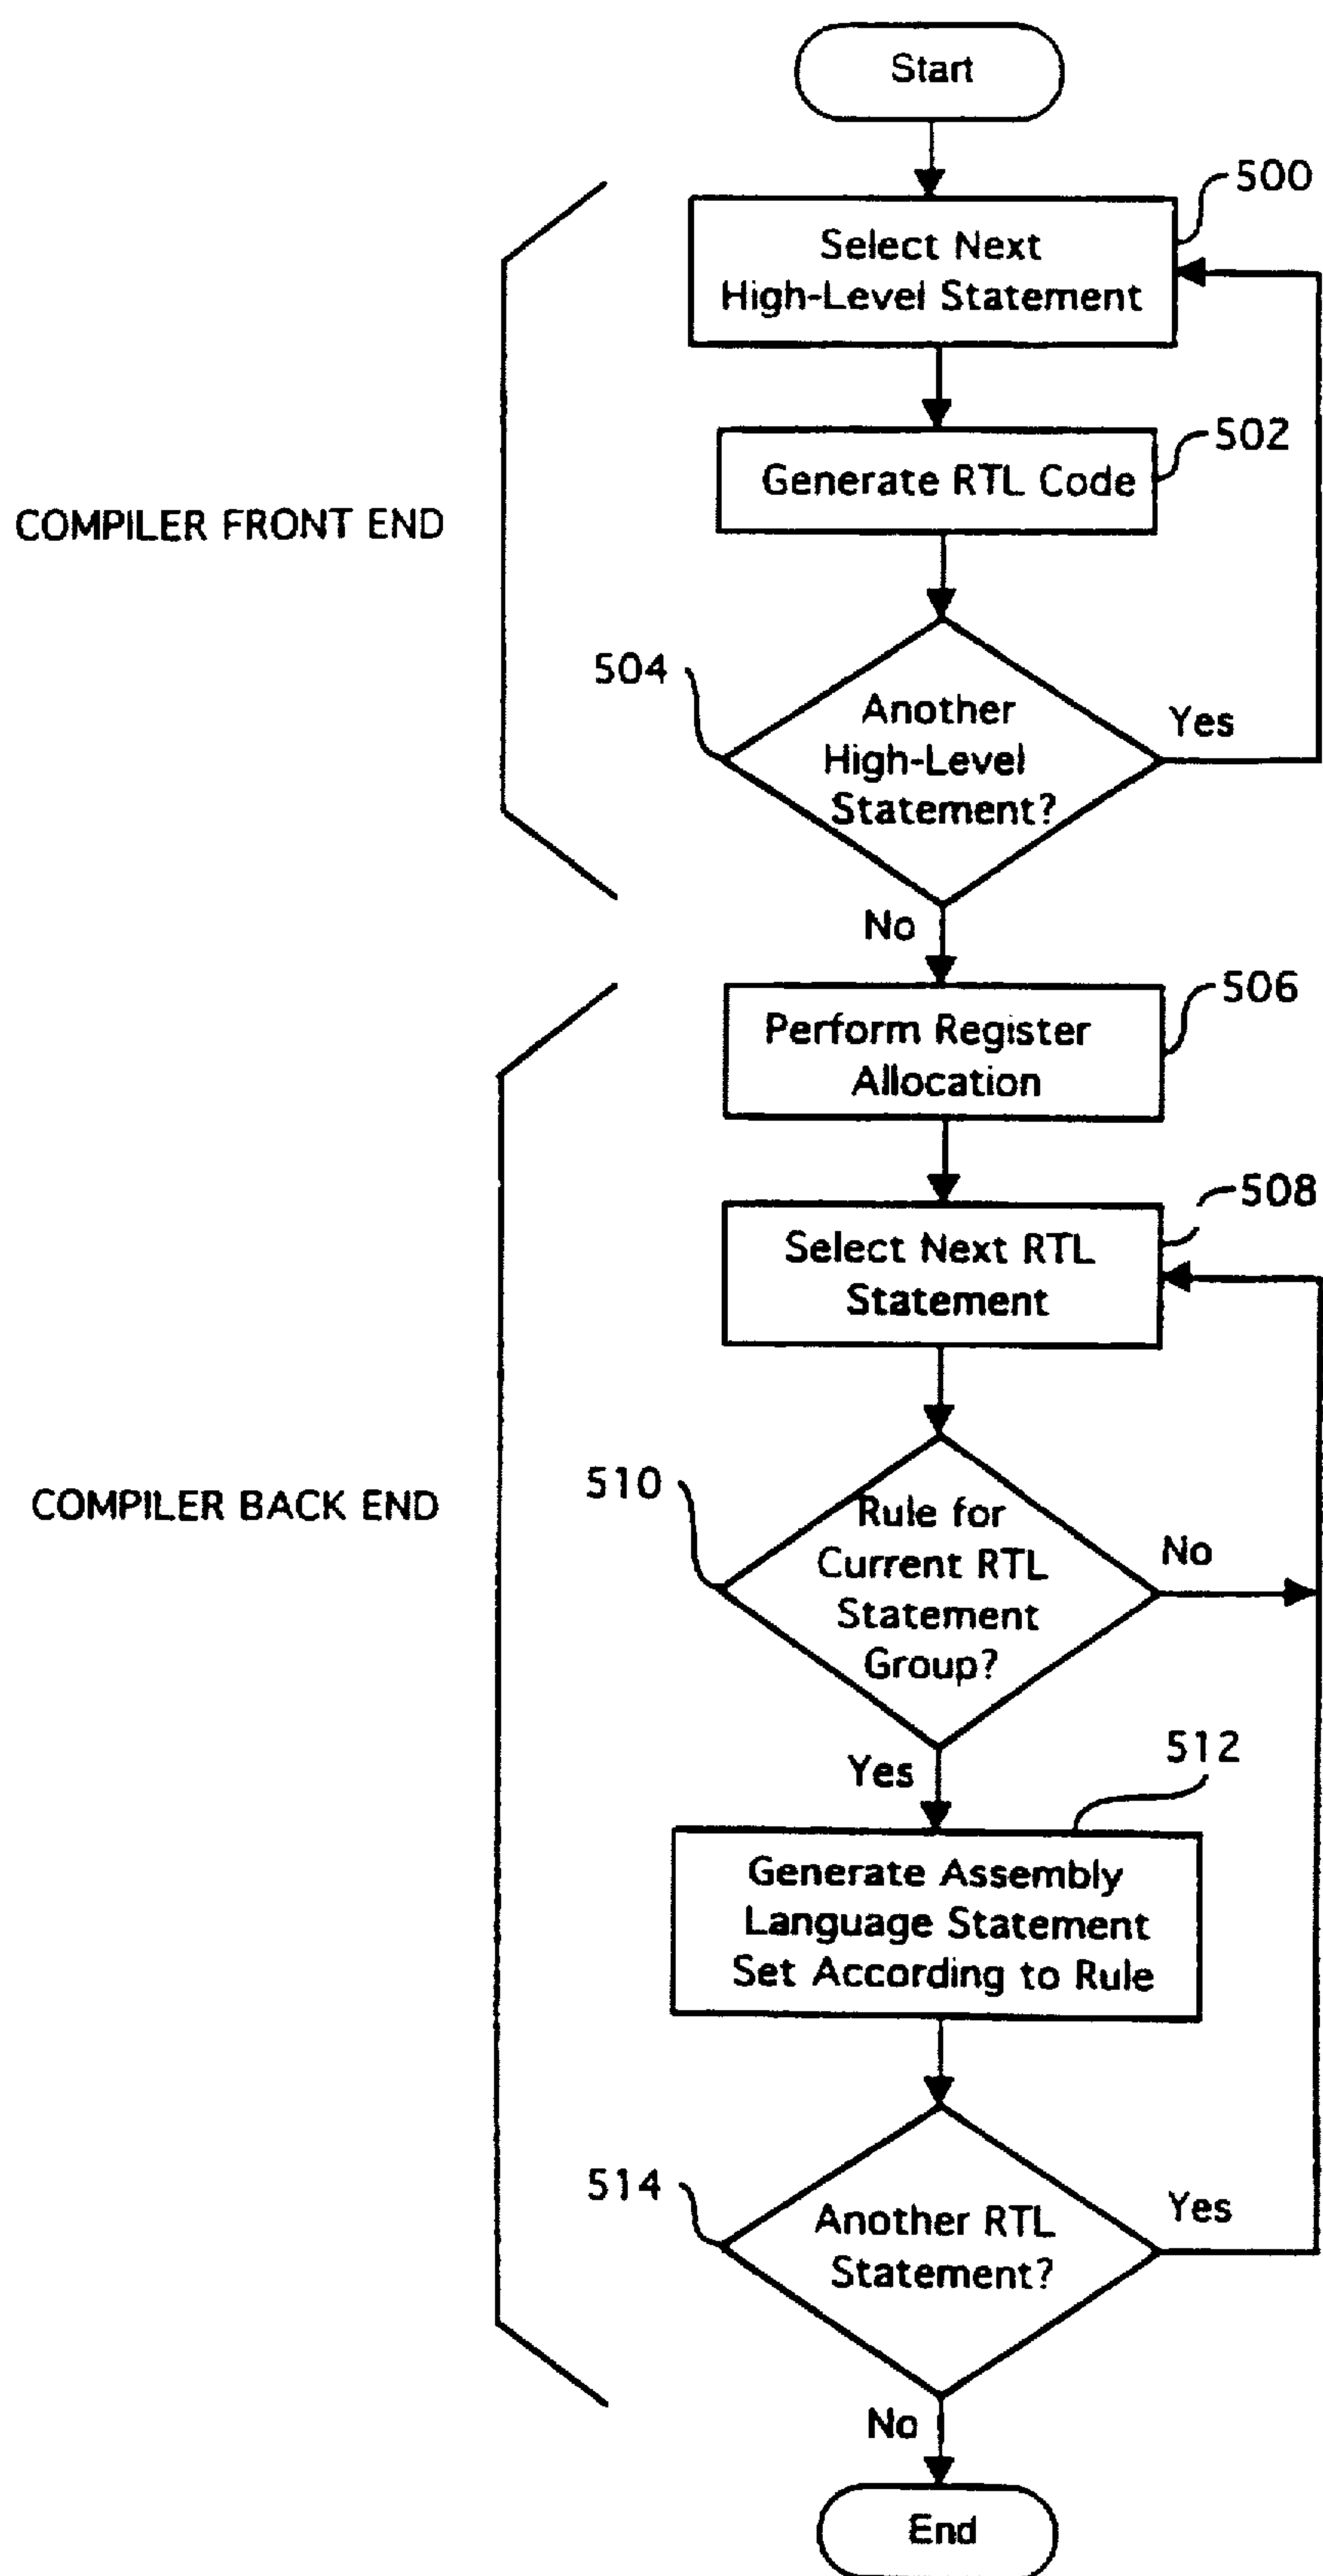 Start
500
Select Next
High-Level Statement
502
Generate RTL Code
COMPILER FRONT END
504
Another
High-Level
Statement?
Yes
No
506
Perform Register
Allocation
508
Select Next RTL
Statement
510
Rule for
Current RTL
Statement
Group?
No
COMPILER BACK END
Yes
512
Generate Assembly
Language Statement
Set According to Rule
514
Another RTL
Statement?
Yes
No
End